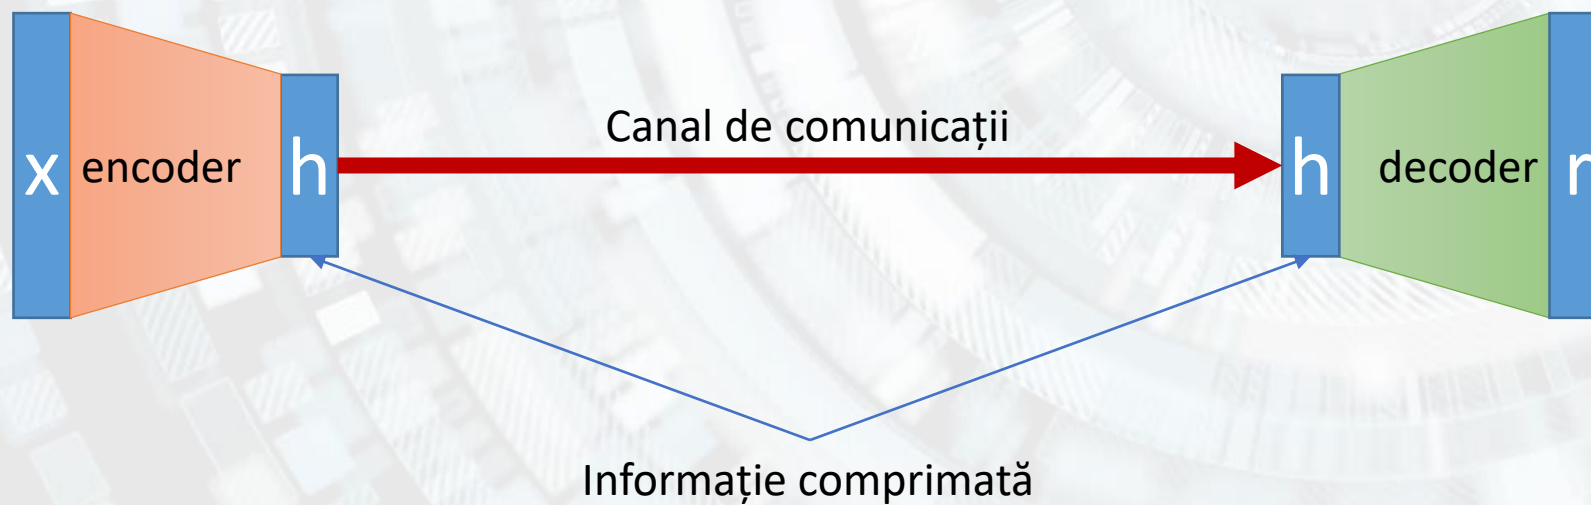 Canal de comunicații
x encoder h h decoder r
Informație comprimată